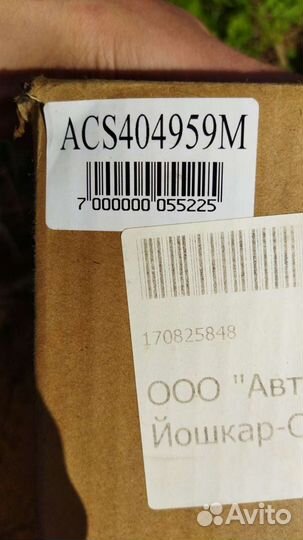 ACS404959M
7 000000 055225
170825848
ООО "Авт
Йошкар-О
Avito